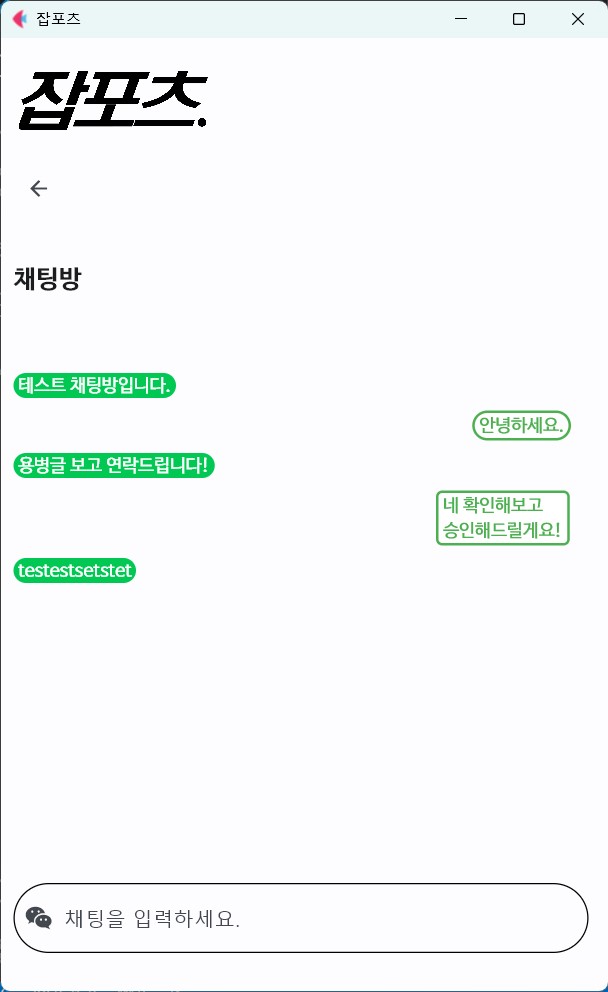 잡포츠
잡포츠.
채팅방
테스트 채팅방입니다.
안녕하세요.
용병글 보고 연락드립니다!
네 확인해보고
승인해드릴게요!
testestsetstet
채팅을 입력하세요.